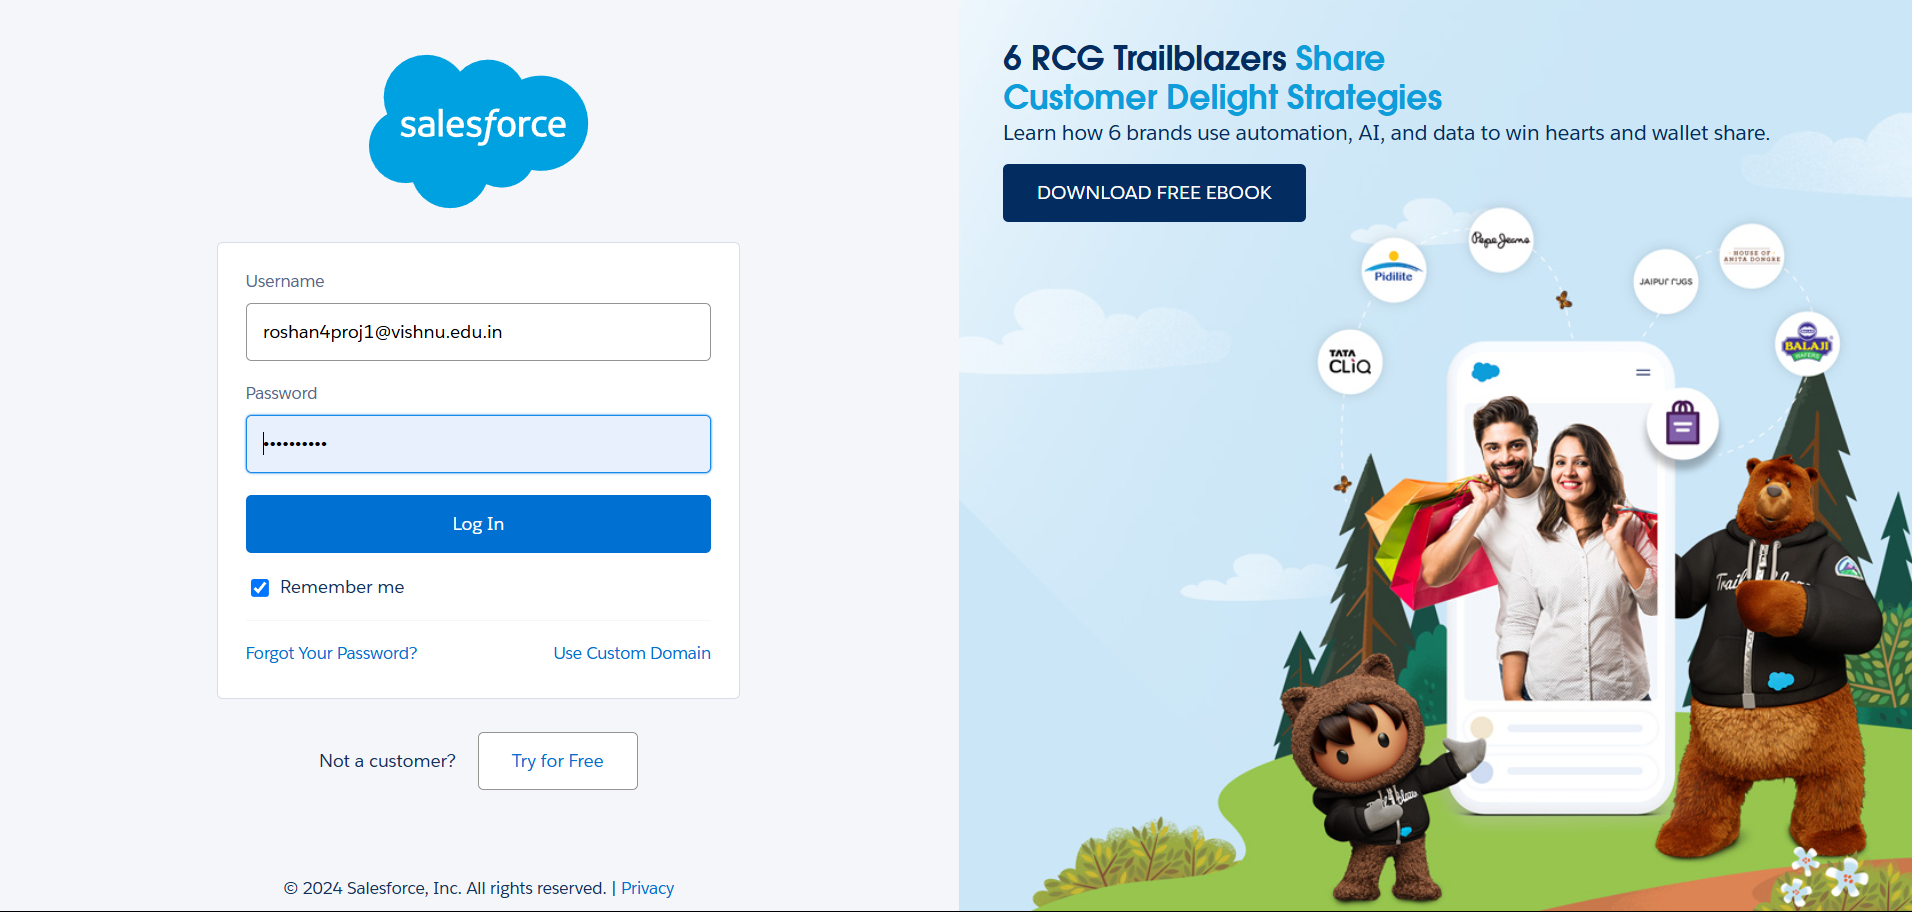 salesforce
Username
roshan4proj1@vishnu.edu.in
Password
Log In
Remember me
Forgot Your Password?
Use Custom Domain
Not a customer?
Try for Free
© 2024 Salesforce, Inc. All rights reserved. | Privacy
6 RCG Trailblazers Share
Customer Delight Strategies
Learn how 6 brands use automation, AI, and data to win hearts and wallet share.
DOWNLOAD FREE EBOOK
Pepe Jeans
Pidilite
HOUSE OF
ANITA DONGRE
JAIPUR RUGS
BALAJI
WAFERS
TATA
CLiQ